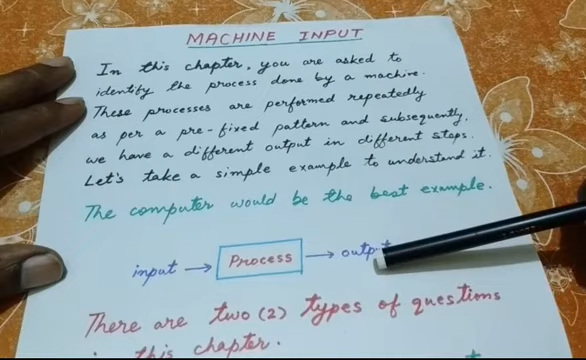 MACHINE INPUT
In this chapter, you are asked to
identify the process done by a machine.
These processes are performed repeatedly
as per a pre-fixed pattern and subsequently,
we have a different output in different steps.
Let's take a simple example to understand it.
The computer would be the best example.
input → Process → output
There are two (2) types of questions
in this chapter.